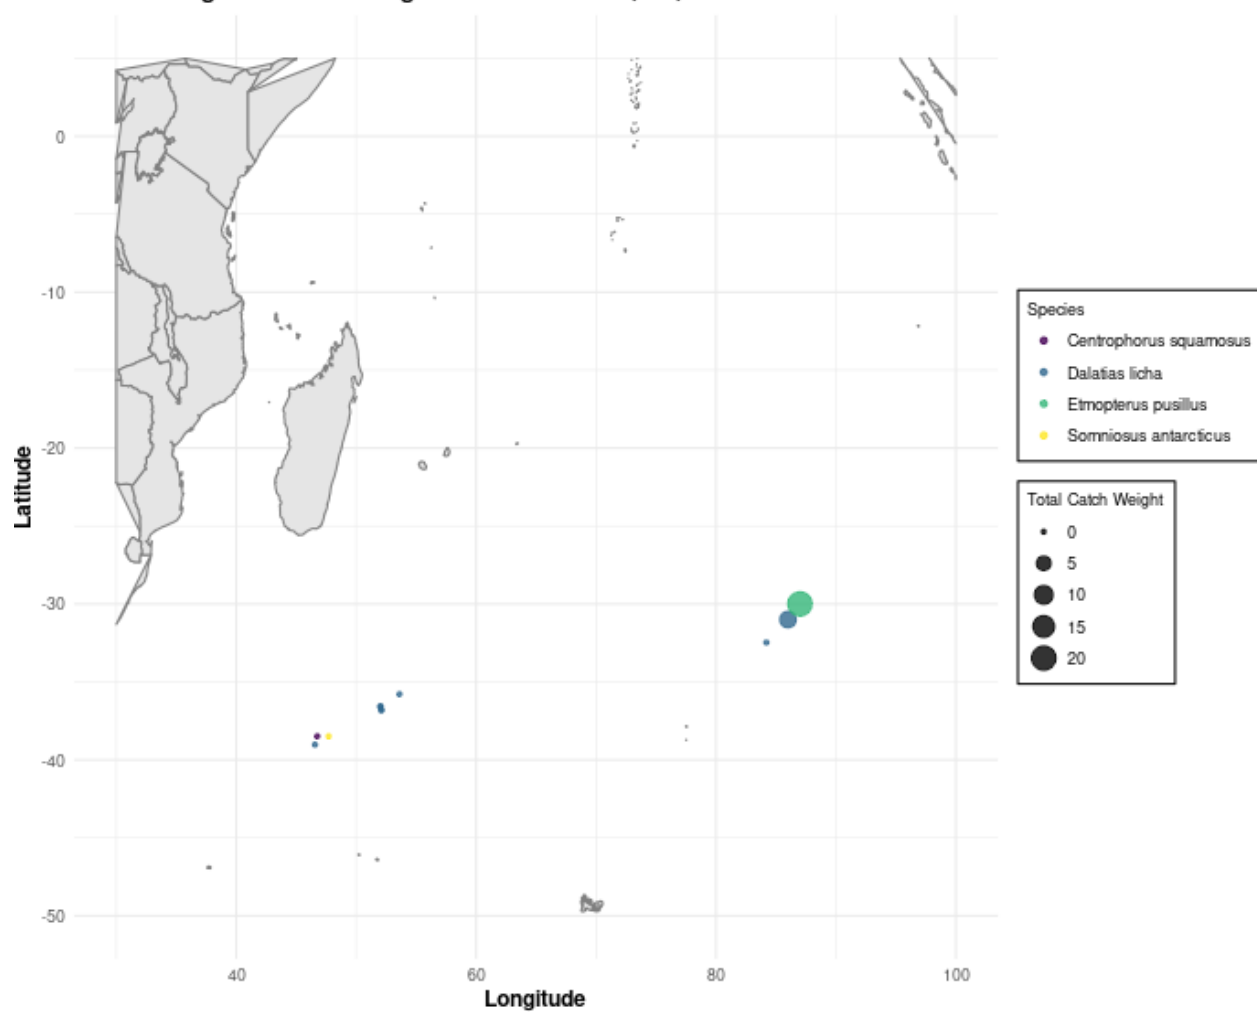 0
-10
-20
-30
-40
-50
Latitude
40 60 80 100
Longitude
Species
Centrophorus squamosus
Dalatias licha
Etmopterus pusillus
Somniosus antarcticus
Total Catch Weight
0
5
10
15
20